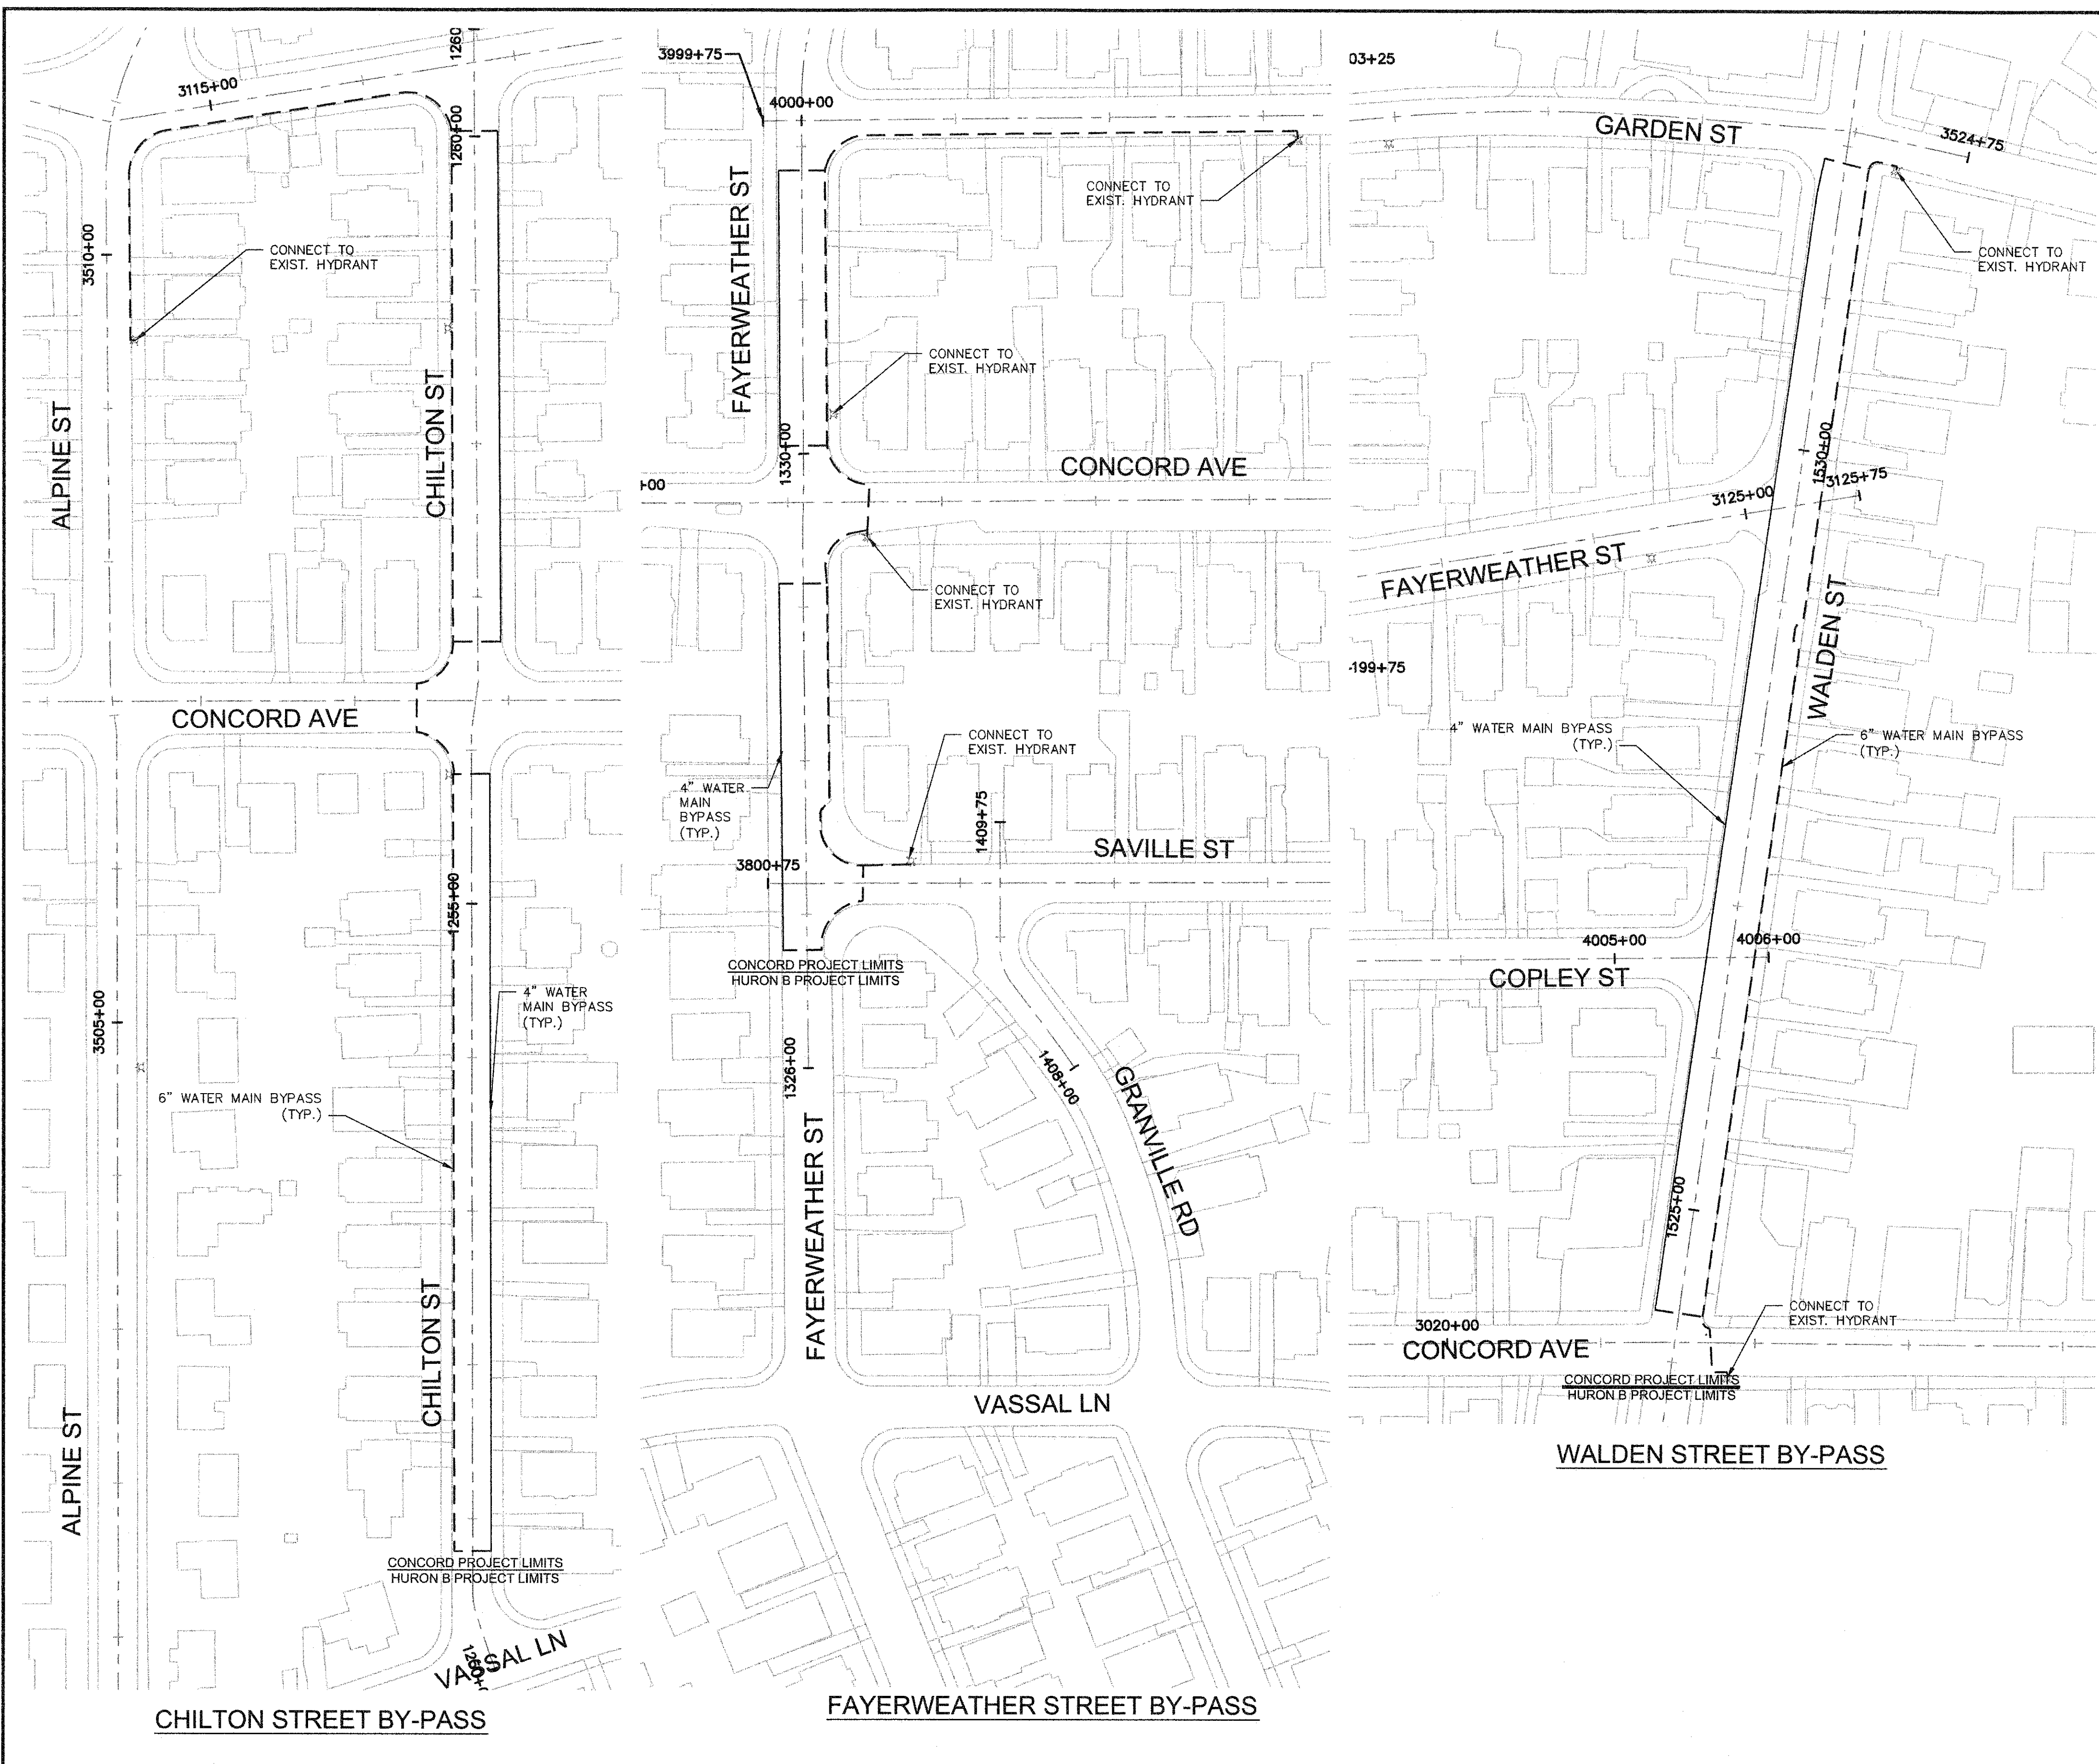 1260
3115+00
1260+00
3510+00
CONNECT TO
EXIST. HYDRANT
ALPINE ST
CHILTON ST
CONCORD AVE
1255+00
4" WATER
MAIN BYPASS
(TYP.)
3505+00
6" WATER MAIN BYPASS
(TYP.)
CHILTON ST
ALPINE ST
CONCORD PROJECT LIMITS
HURON B PROJECT LIMITS
VASSAL LN
CHILTON STREET BY-PASS
3999+75
4000+00
FAYERWEATHER ST
CONNECT TO
EXIST. HYDRANT
CONNECT TO
EXIST. HYDRANT
1330+00
CONCORD AVE
+00
CONNECT TO
EXIST. HYDRANT
CONNECT TO
EXIST. HYDRANT
4" WATER
MAIN
BYPASS
(TYP.)
1409+75
SAVILLE ST
3800+75
CONCORD PROJECT LIMITS
HURON B PROJECT LIMITS
1326+00
1408+00
GRANVILLE RD
FAYERWEATHER ST
VASSAL LN
FAYERWEATHER STREET BY-PASS
03+25
GARDEN ST
3524+75
CONNECT TO
EXIST. HYDRANT
1530+00
3125+75
3125+00
FAYERWEATHER ST
WALDEN ST
-199+75
4" WATER MAIN BYPASS
(TYP.)
6" WATER MAIN BYPASS
(TYP.)
4005+00
4006+00
COPLEY ST
1525+00
CONNECT TO
EXIST. HYDRANT
3020+00
CONCORD AVE
CONCORD PROJECT LIMITS
HURON B PROJECT LIMITS
WALDEN STREET BY-PASS